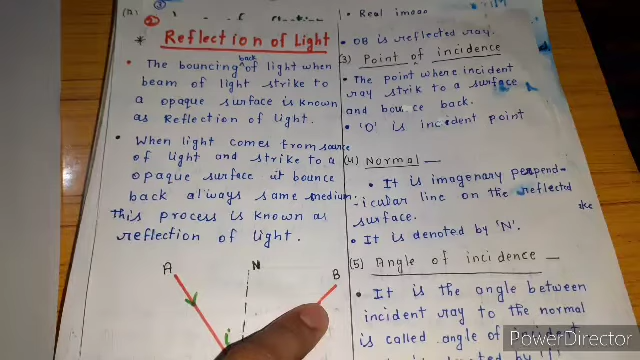 Reflection of Light
* The bouncing back of light when
beam of light strike to
a opaque surface is known
as Reflection of light.
• When light comes from source
of light and strike to a
opaque surface it bounce
back always same medium
this process is known as
reflection of light.
A
N
B
i
• Real
• OB is reflected ray.
(3) Point of incidence
• The point where incident
ray strik to a surface
and bounce back.
• 'O' is incident point
(4) Normal —
• It is imagenary perpend-
icular line on the reflected
surface.
• It is denoted by 'N'.
(5) Angle of incidence —
• It is the angle between
incident ray to the normal
is called angle of incident
PowerDirector